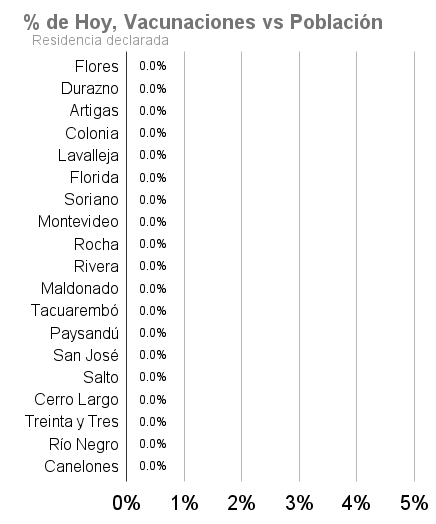 % de Hoy, Vacunaciones vs Población
Residencia declarada
Flores 0.0%
Durazno 0.0%
Artigas 0.0%
Colonia 0.0%
Lavalleja 0.0%
Florida 0.0%
Soriano 0.0%
Montevideo 0.0%
Rocha 0.0%
Rivera 0.0%
Maldonado 0.0%
Tacuarembó 0.0%
Paysandú 0.0%
San José 0.0%
Salto 0.0%
Cerro Largo 0.0%
Treinta y Tres 0.0%
Río Negro 0.0%
Canelones 0.0%
0% 1% 2% 3% 4% 5%